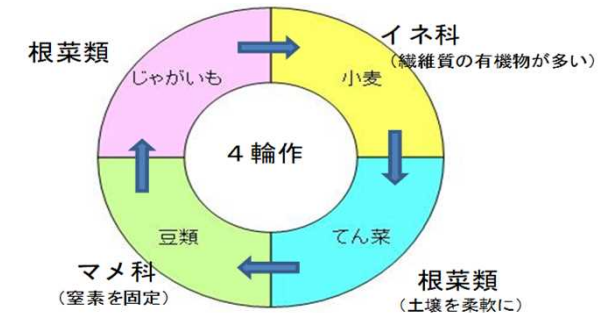 根菜類
じゃがいも
イネ科
（繊維質の有機物が多い）
小麦
４輪作
豆類
てん菜
マメ科
（窒素を固定）
根菜類
（土壌を柔軟に）